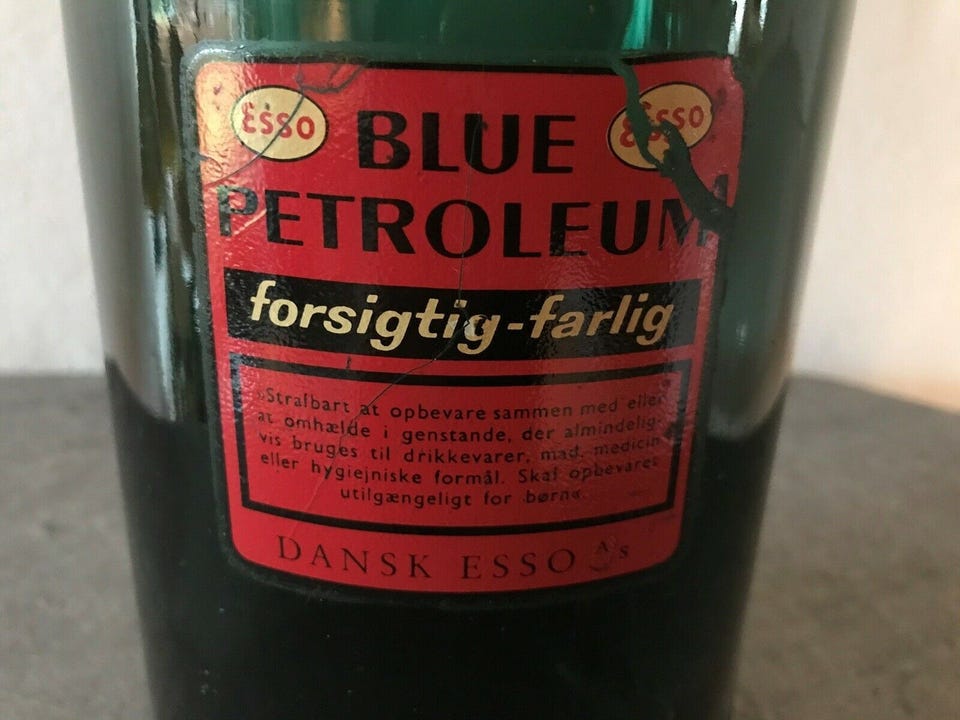 Esso
BLUE
Esso
PETROLEUM
forsigtig-farlig
»Strafbart at opbevare sammen med eller
at omhælde i genstande, der almindelig-
vis bruges til drikkevarer, mad, medicin
eller hygiejniske formål. Skal opbevares
utilgængeligt for børn«.
DANSK ESSO A/S